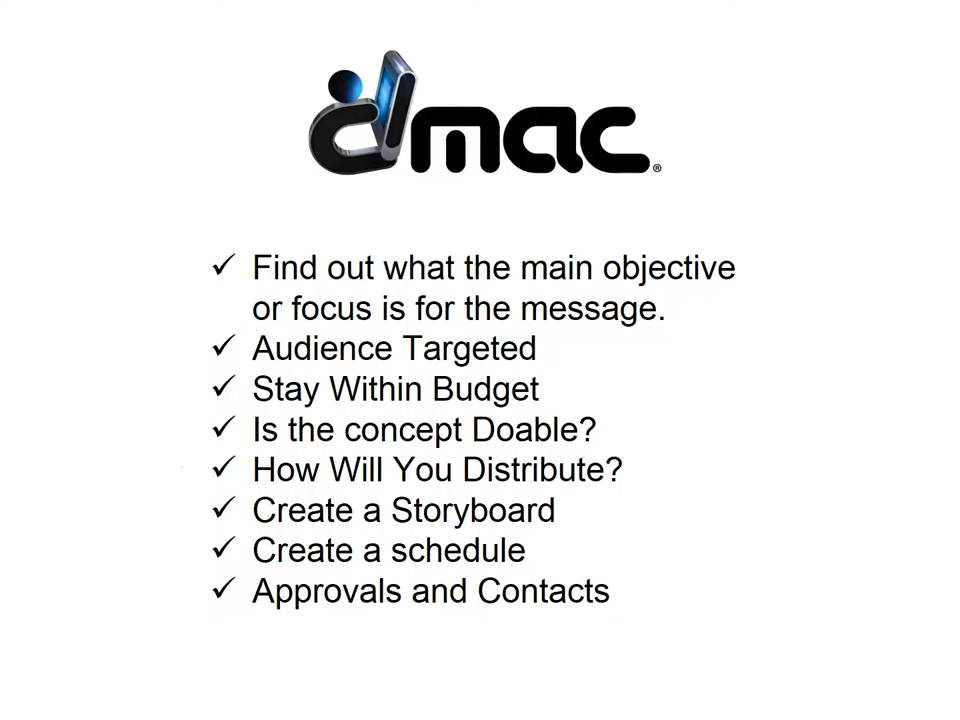 dmac®
✓ Find out what the main objective
or focus is for the message.
✓ Audience Targeted
✓ Stay Within Budget
✓ Is the concept Doable?
✓ How Will You Distribute?
✓ Create a Storyboard
✓ Create a schedule
✓ Approvals and Contacts